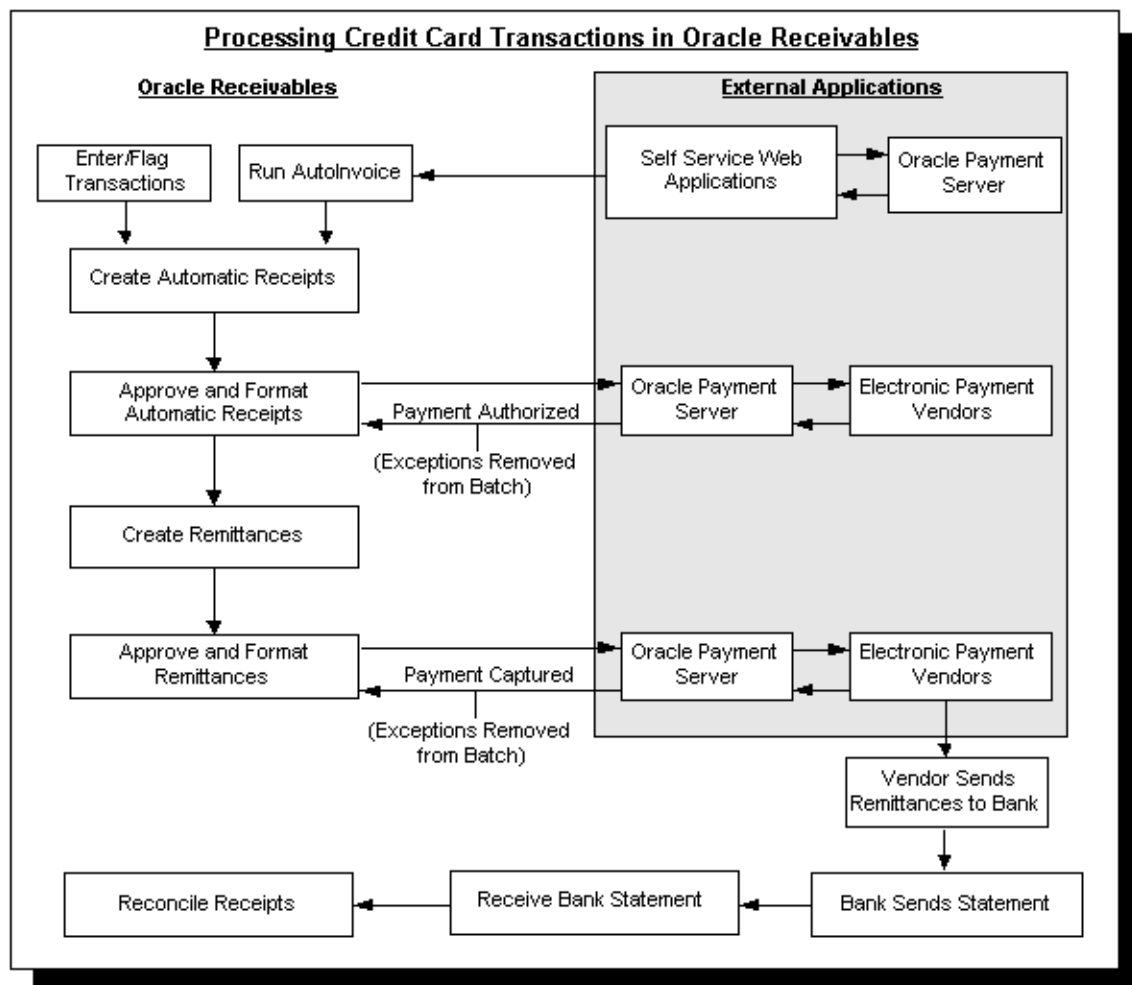 Processing Credit Card Transactions in Oracle Receivables
Oracle Receivables
External Applications
Enter/Flag
Transactions
Run AutoInvoice
Self Service Web
Applications
Oracle Payment
Server
Create Automatic Receipts
Approve and Format
Automatic Receipts
Payment Authorized
(Exceptions Removed
from Batch)
Oracle Payment
Server
Electronic Payment
Vendors
Create Remittances
Approve and Format
Remittances
Payment Captured
(Exceptions Removed
from Batch)
Oracle Payment
Server
Electronic Payment
Vendors
Vendor Sends
Remittances to Bank
Reconcile Receipts
Receive Bank Statement
Bank Sends Statement